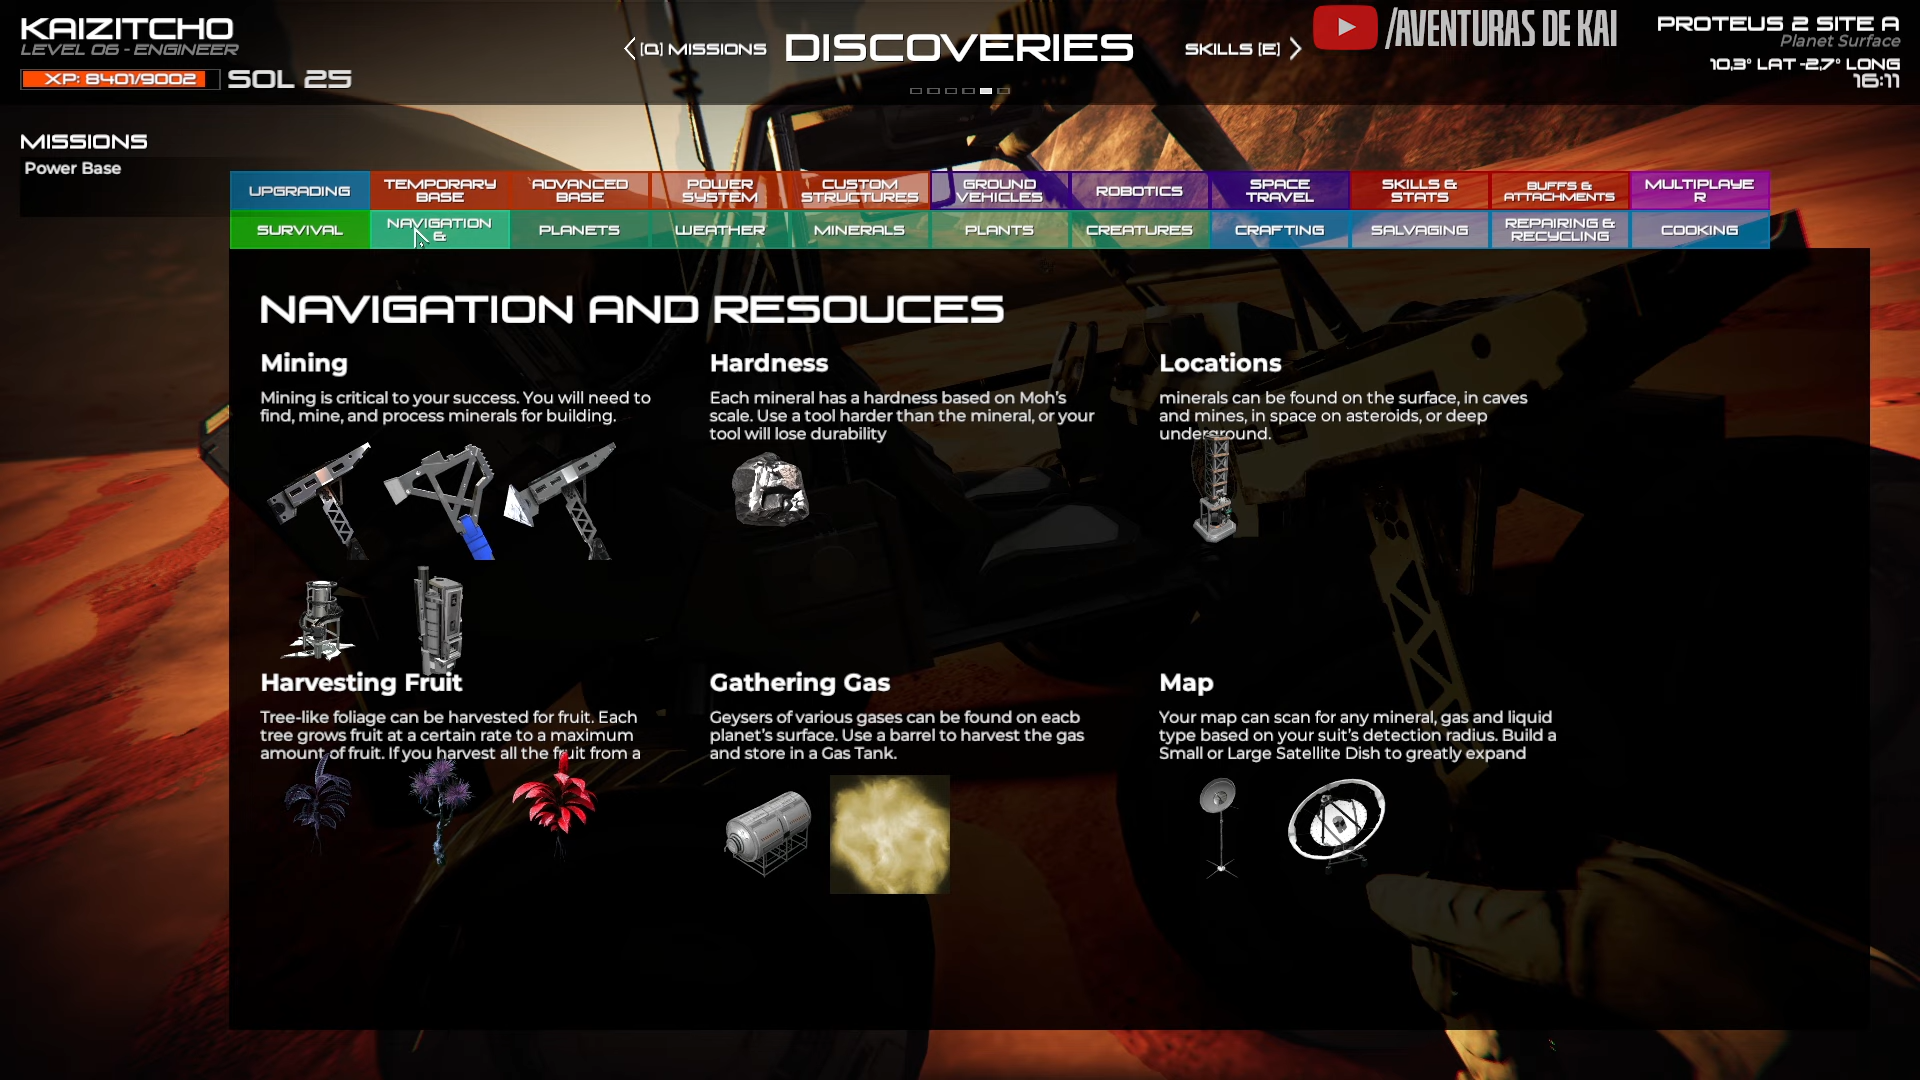 KAIZITCHO
LEVEL 06 - ENGINEER
XP: 8401/9002
SOL 25
[Q] MISSIONS
DISCOVERIES
SKILLS [E]
/AVENTURAS DE KAI
PROTEUS 2 SITE A
Planet Surface
10,3° LAT -2,7° LONG
16:11
MISSIONS
Power Base
UPGRADING
TEMPORARY
BASE
ADVANCED
BASE
POWER
SYSTEM
CUSTOM
STRUCTURES
GROUND
VEHICLES
ROBOTICS
SPACE
TRAVEL
SKILLS &
STATS
BUFFS &
ATTACHMENTS
MULTIPLAYE
R
SURVIVAL
NAVIGATION
&
PLANETS
WEATHER
MINERALS
PLANTS
CREATURES
CRAFTING
SALVAGING
REPAIRING &
RECYCLING
COOKING
NAVIGATION AND RESOUCES
Mining
Mining is critical to your success. You will need to
find, mine, and process minerals for building.
Hardness
Each mineral has a hardness based on Moh's
scale. Use a tool harder than the mineral, or your
tool will lose durability
Locations
minerals can be found on the surface, in caves
and mines, in space on asteroids, or deep
underground.
Harvesting Fruit
Tree-like foliage can be harvested for fruit. Each
tree grows fruit at a certain rate to a maximum
amount of fruit. If you harvest all the fruit from a
Gathering Gas
Geysers of various gases can be found on eacb
planet's surface. Use a barrel to harvest the gas
and store in a Gas Tank.
Map
Your map can scan for any mineral, gas and liquid
type based on your suit's detection radius. Build a
Small or Large Satellite Dish to greatly expand